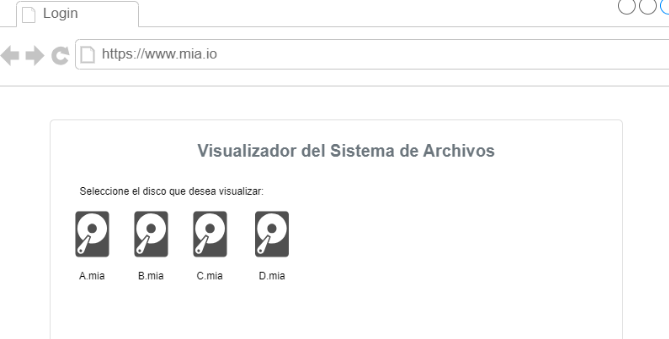 Login
https://www.mia.io
Visualizador del Sistema de Archivos
Seleccione el disco que desea visualizar:
A.mia B.mia C.mia D.mia